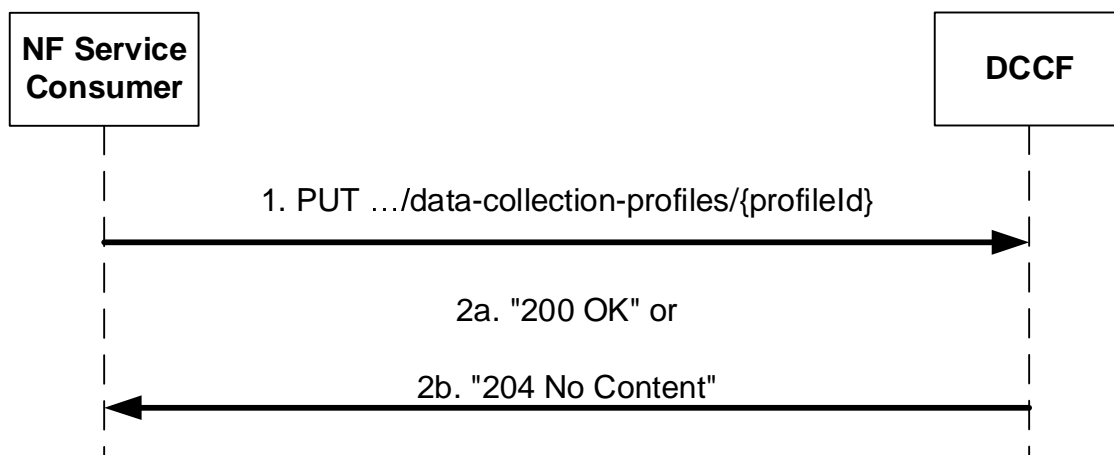 NF Service
Consumer
DCCF
1. PUT …/data-collection-profiles/{profileId}
2a. "200 OK" or
2b. "204 No Content"